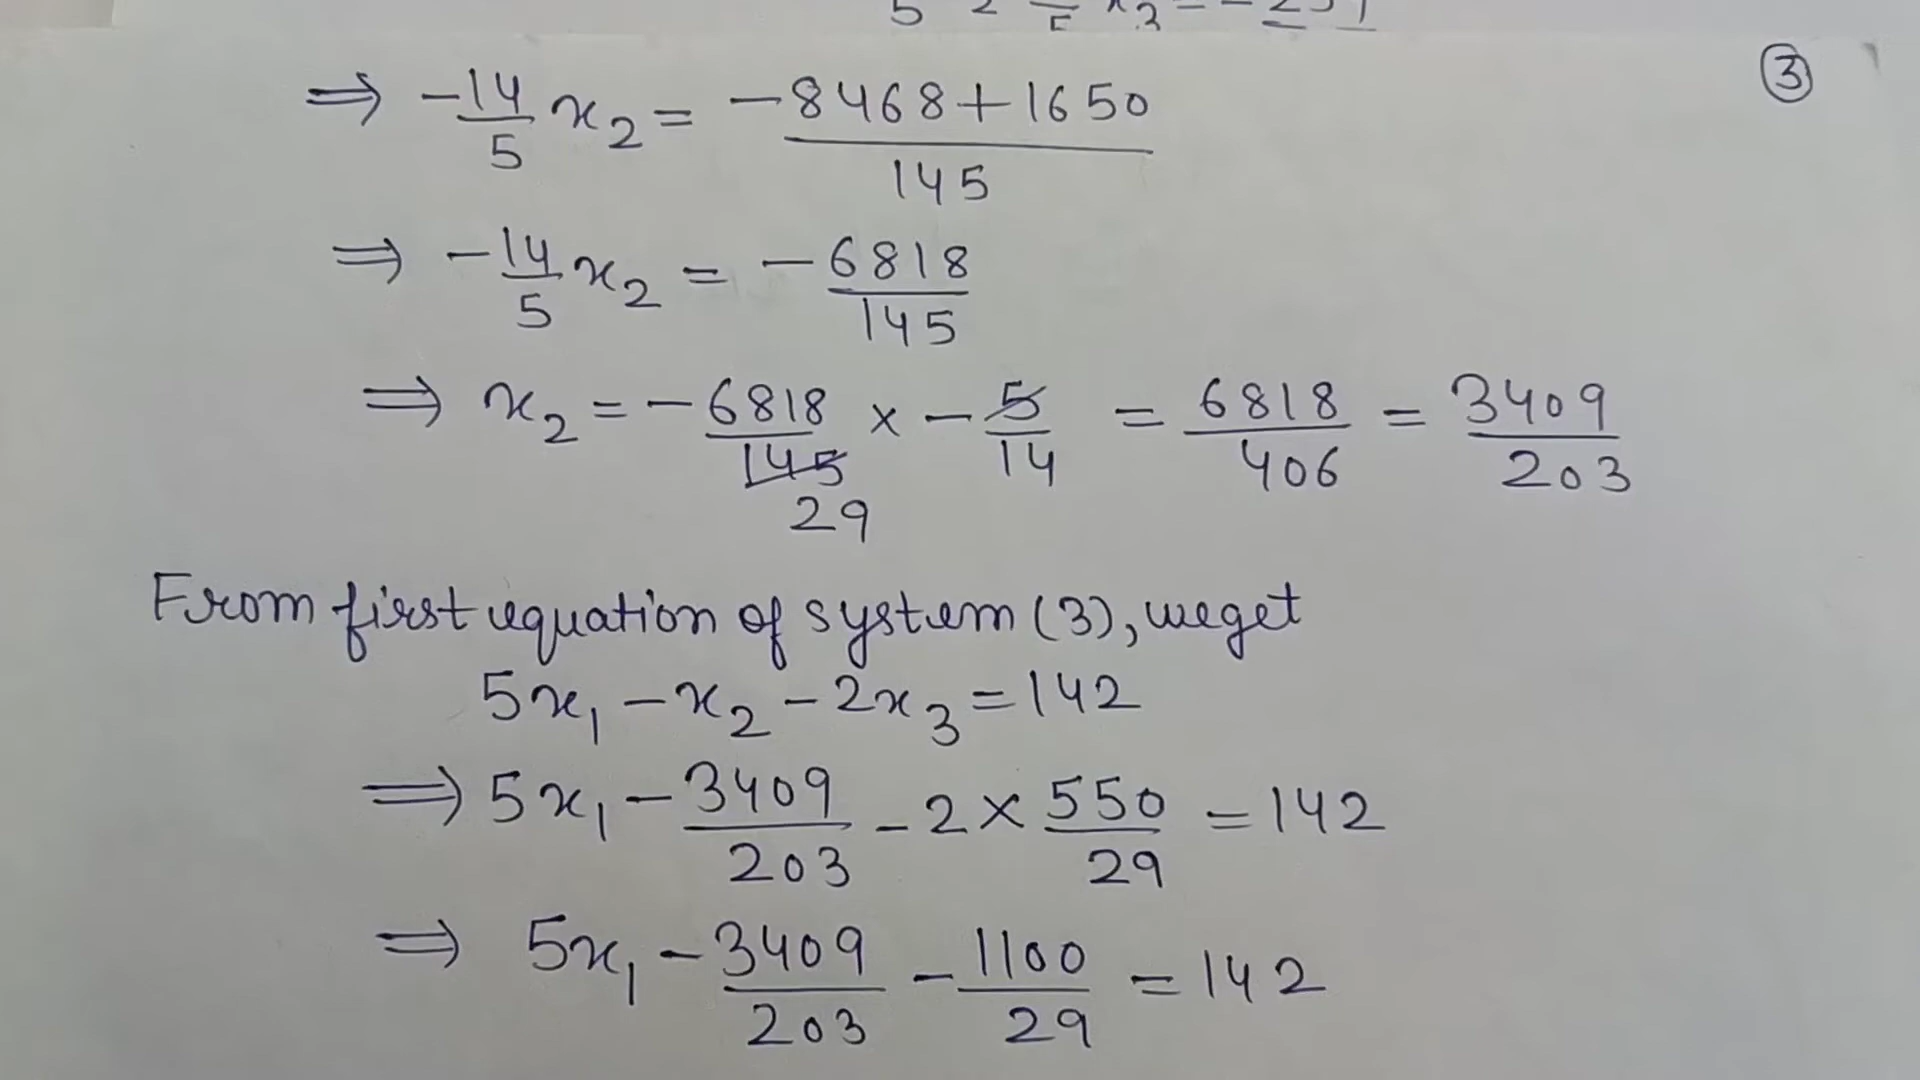 ③
⇒ -14/5 x₂ = (-8468+1650)/145
⇒ -14/5 x₂ = -6818/145
⇒ x₂ = -6818/145 × -5/14 = 6818/406 = 3409/203
29
From first equation of system (3), we get
5x₁ - x₂ - 2x₃ = 142
⇒ 5x₁ - 3409/203 - 2 × 550/29 = 142
⇒ 5x₁ - 3409/203 - 1100/29 = 142